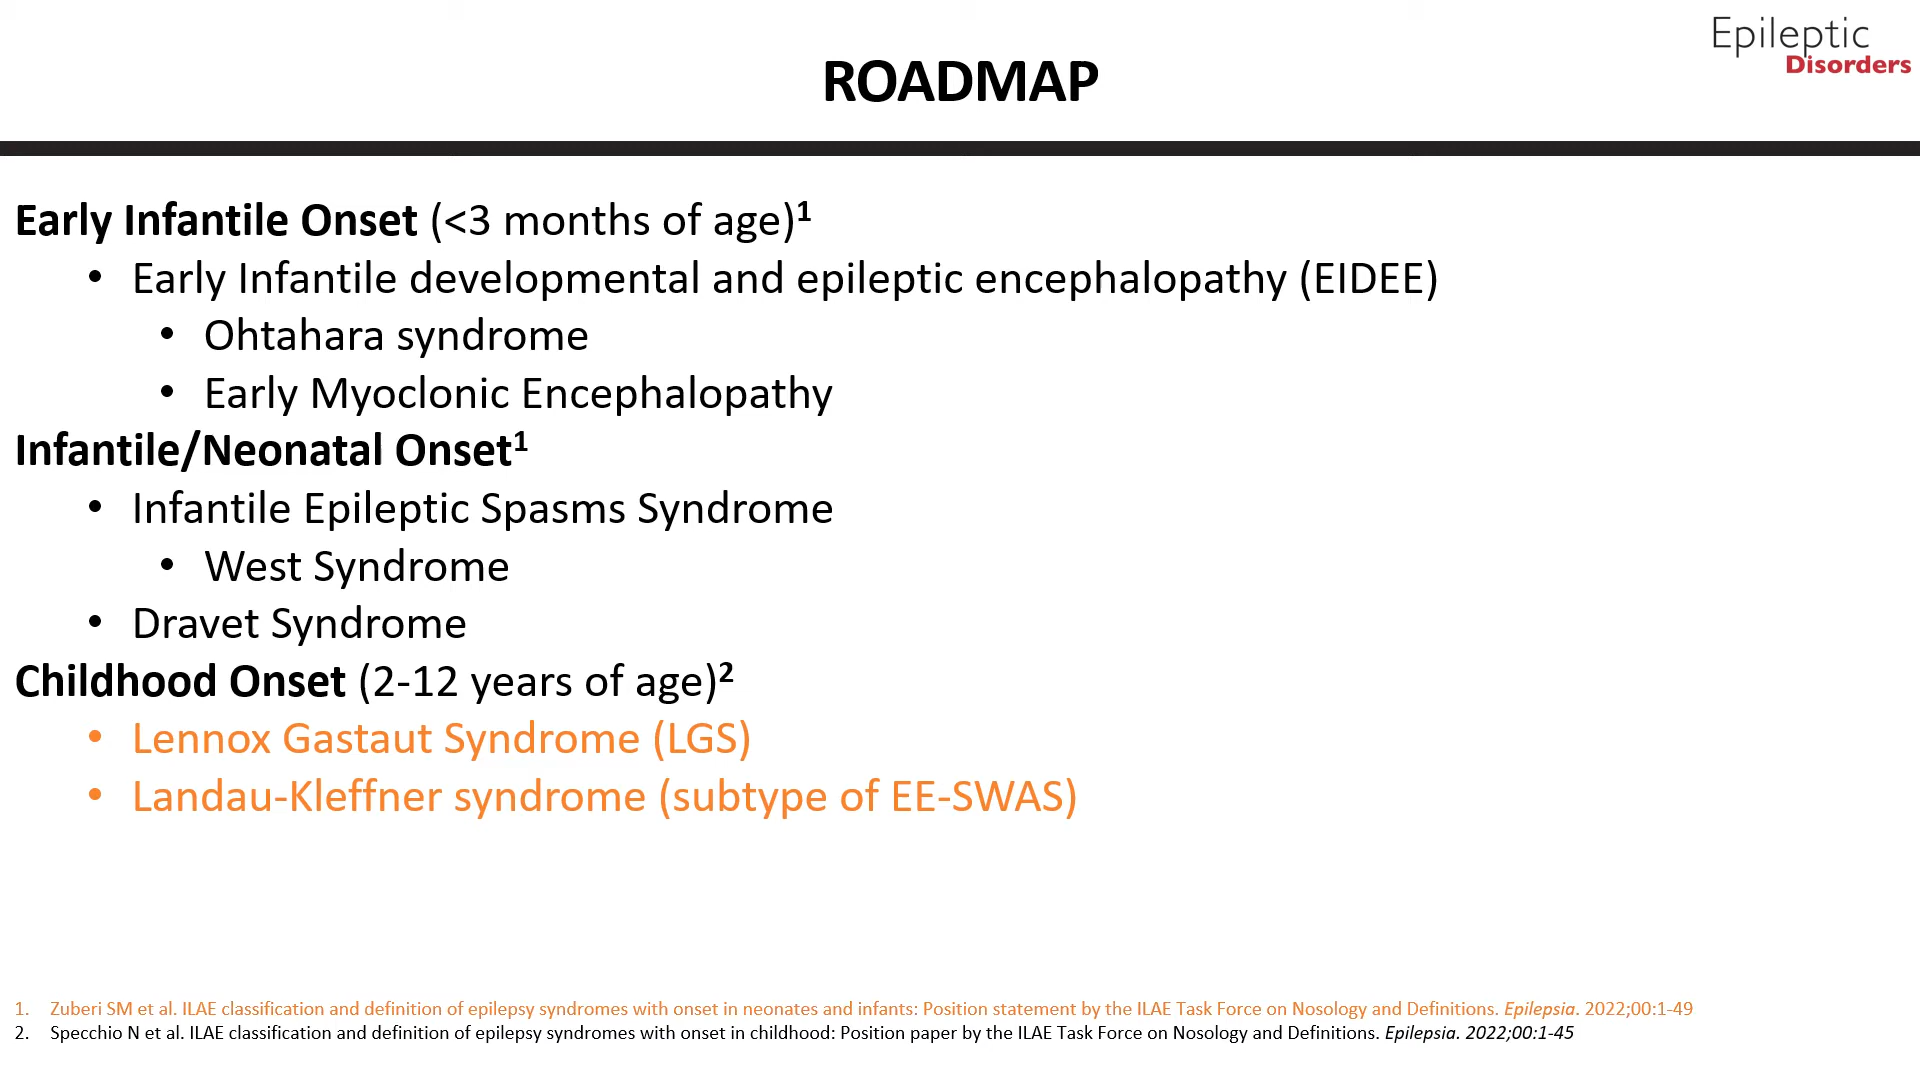 Epileptic
Disorders
ROADMAP
Early Infantile Onset (<3 months of age)¹
• Early Infantile developmental and epileptic encephalopathy (EIDEE)
• Ohtahara syndrome
• Early Myoclonic Encephalopathy
Infantile/Neonatal Onset¹
• Infantile Epileptic Spasms Syndrome
• West Syndrome
• Dravet Syndrome
Childhood Onset (2-12 years of age)²
• Lennox Gastaut Syndrome (LGS)
• Landau-Kleffner syndrome (subtype of EE-SWAS)
1. Zuberi SM et al. ILAE classification and definition of epilepsy syndromes with onset in neonates and infants: Position statement by the ILAE Task Force on Nosology and Definitions. Epilepsia. 2022;00:1-49
2. Specchio N et al. ILAE classification and definition of epilepsy syndromes with onset in childhood: Position paper by the ILAE Task Force on Nosology and Definitions. Epilepsia. 2022;00:1-45